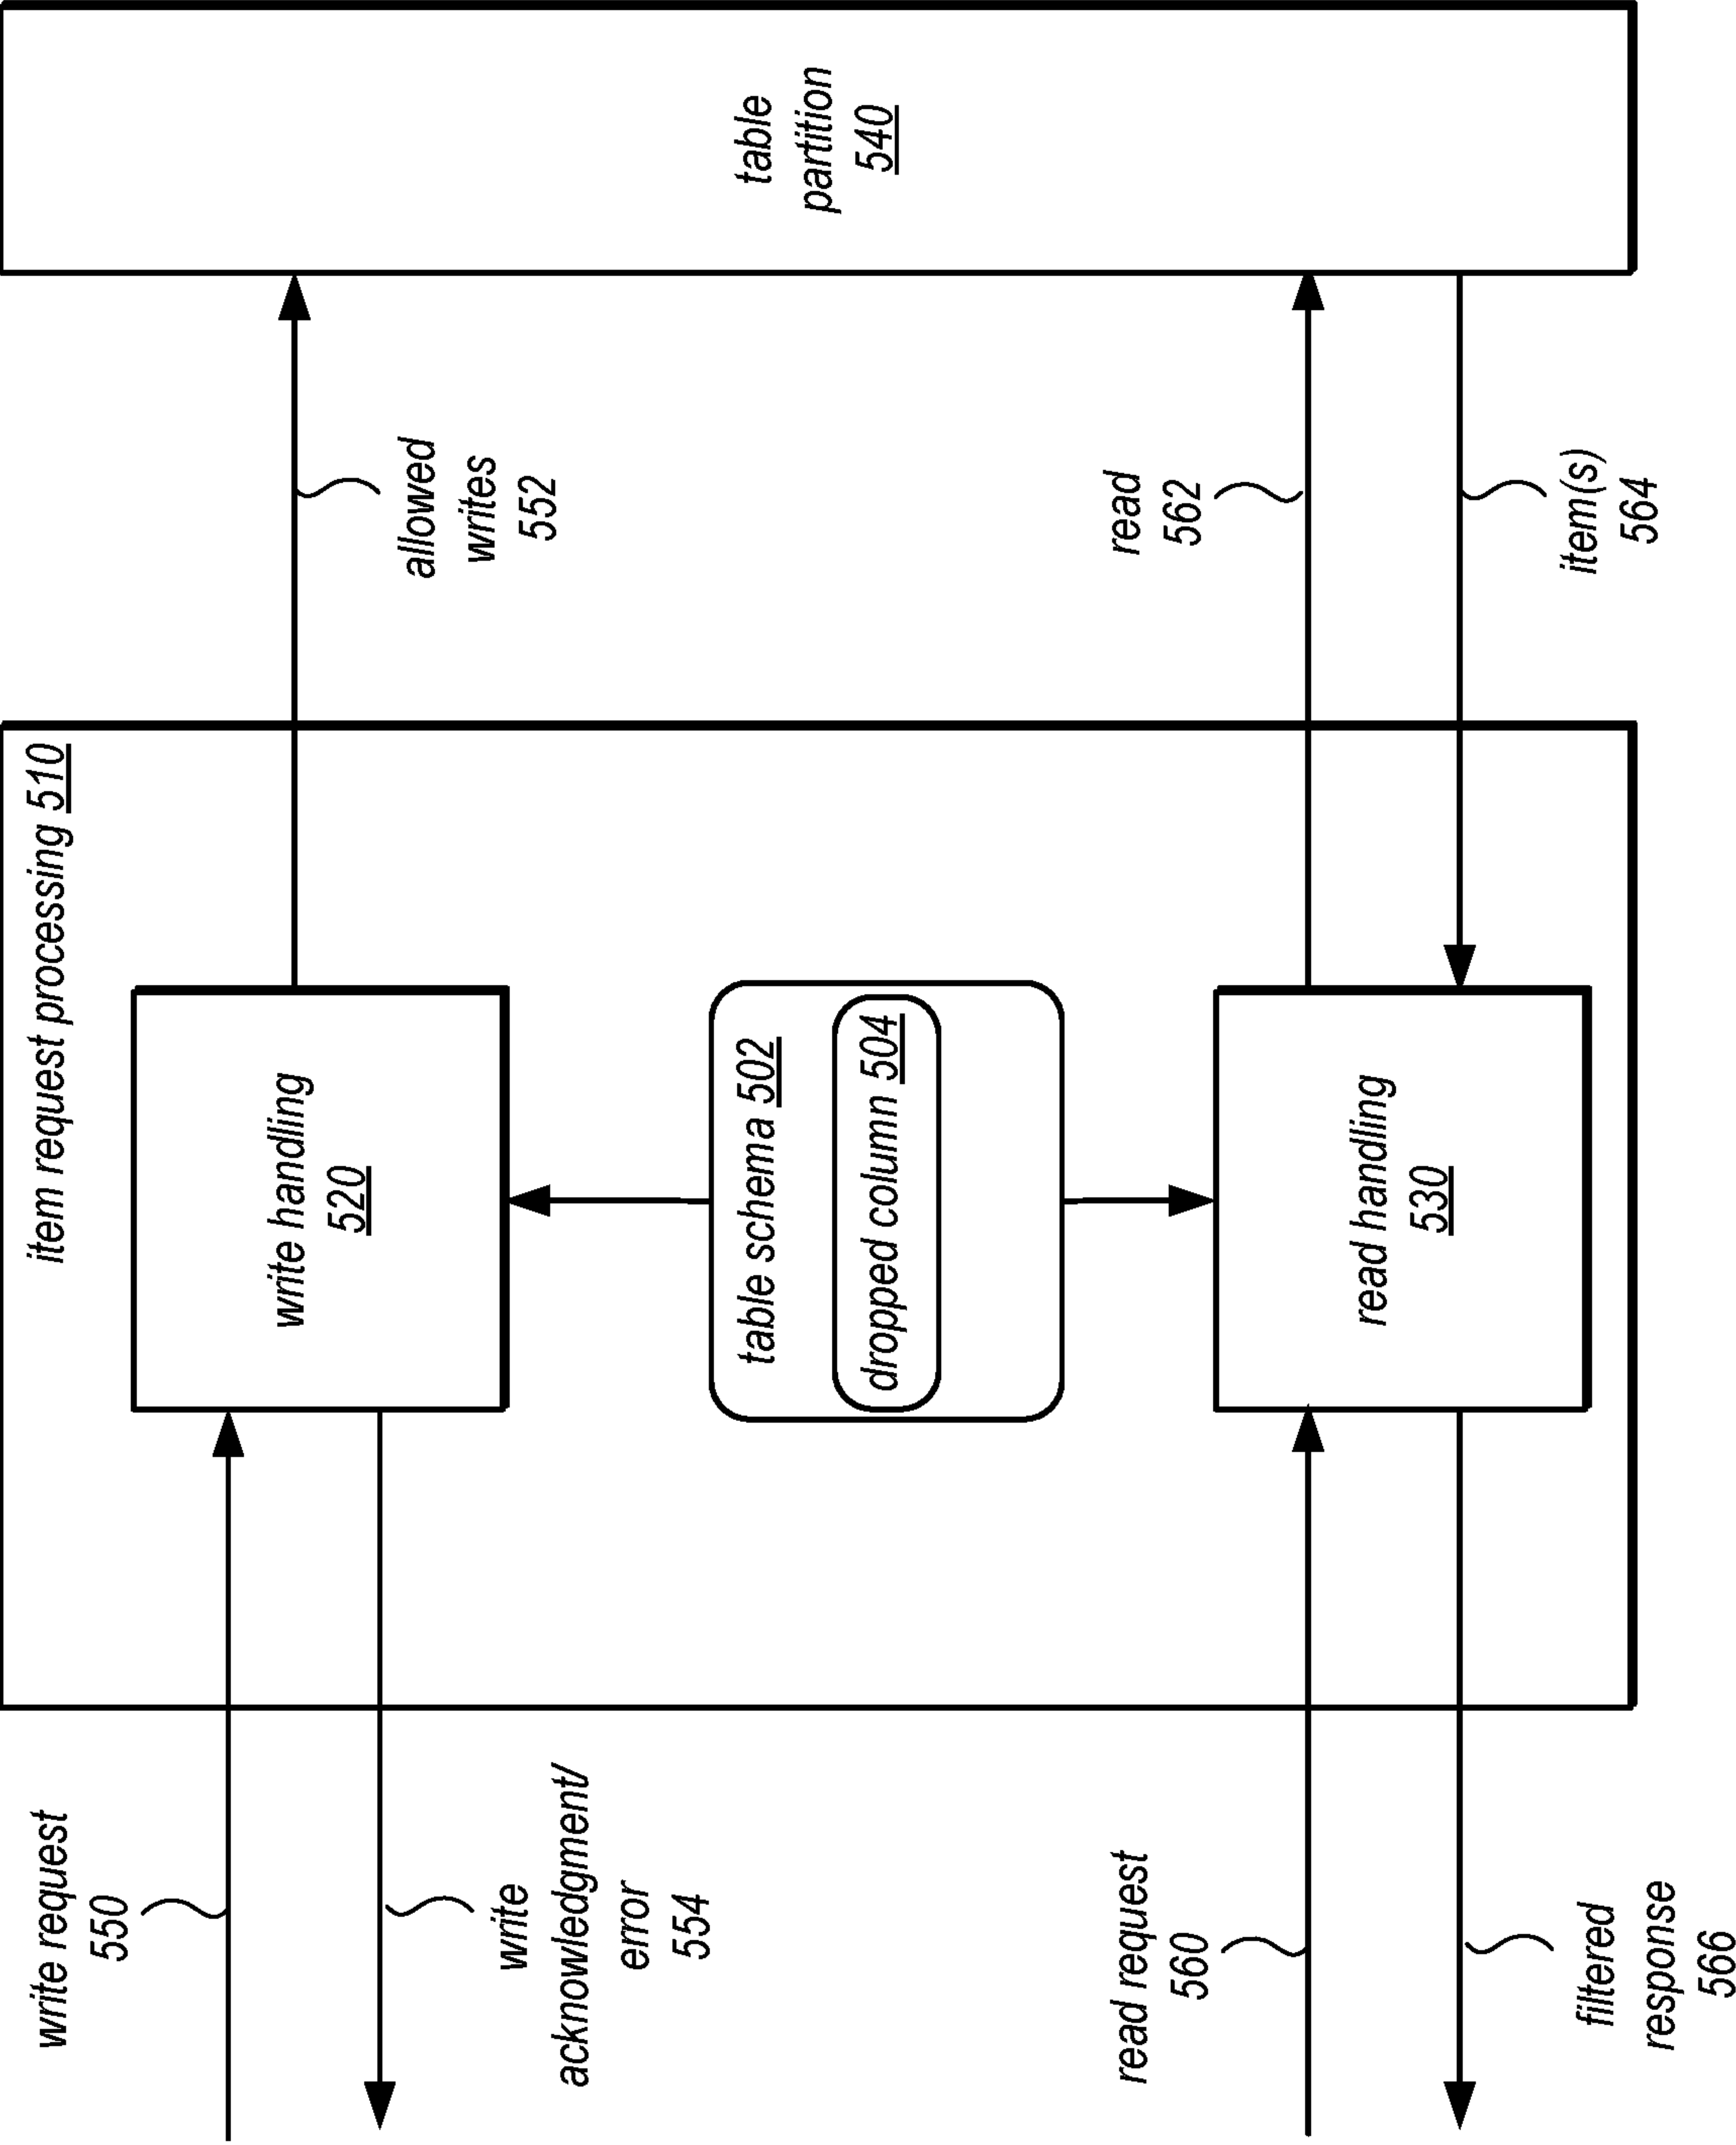 item request processing 510
write request
550
write handling
520
allowed
writes
552
write
acknowledgment/
error
554
table schema 502
dropped column 504
table
partition
540
read request
560
read handling
530
read
562
item(s)
564
filtered
response
566